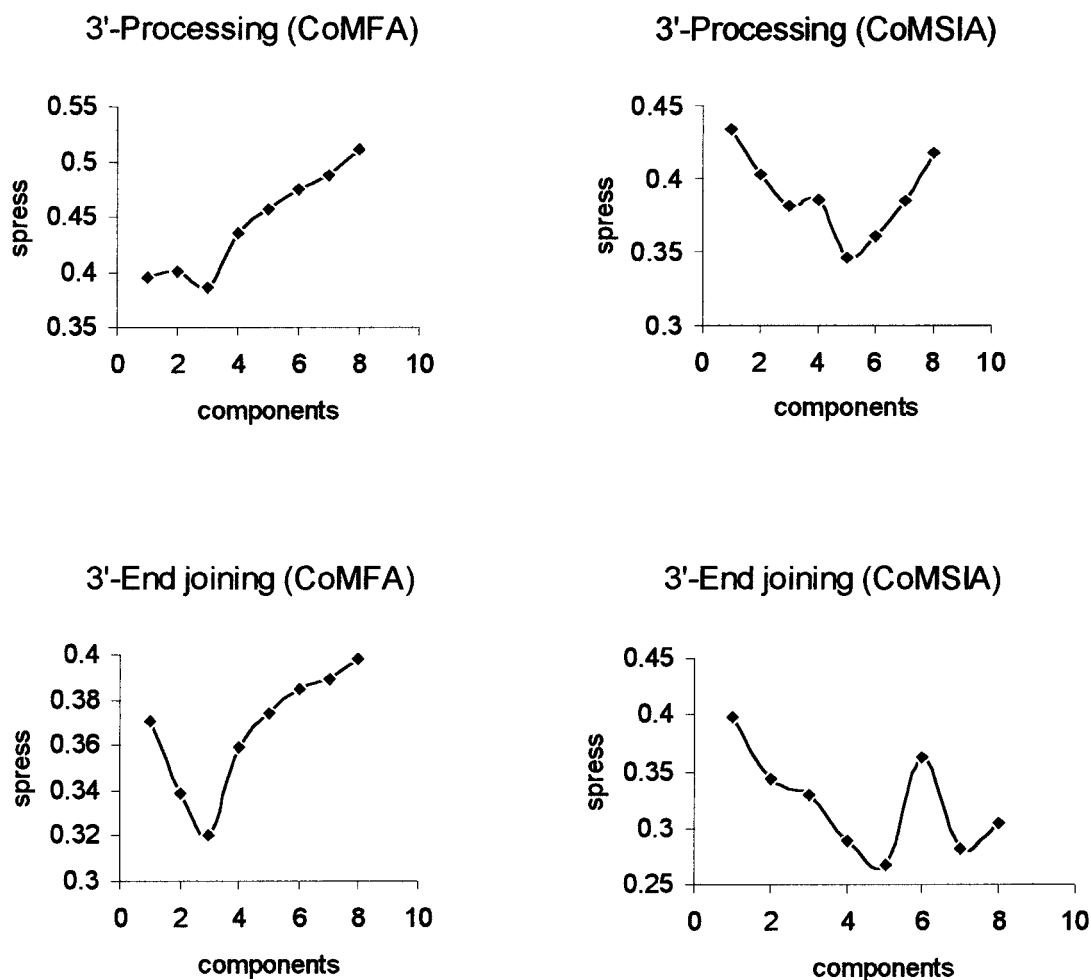 3'-Processing (CoMFA)
0.55
0.5
0.45
0.4
0.35
spress
0 2 4 6 8 10
components
3'-Processing (CoMSIA)
0.45
0.4
0.35
0.3
spress
0 2 4 6 8 10
components
3'-End joining (CoMFA)
0.4
0.38
0.36
0.34
0.32
0.3
spress
0 2 4 6 8 10
components
3'-End joining (CoMSIA)
0.45
0.4
0.35
0.3
0.25
spress
0 2 4 6 8 10
components